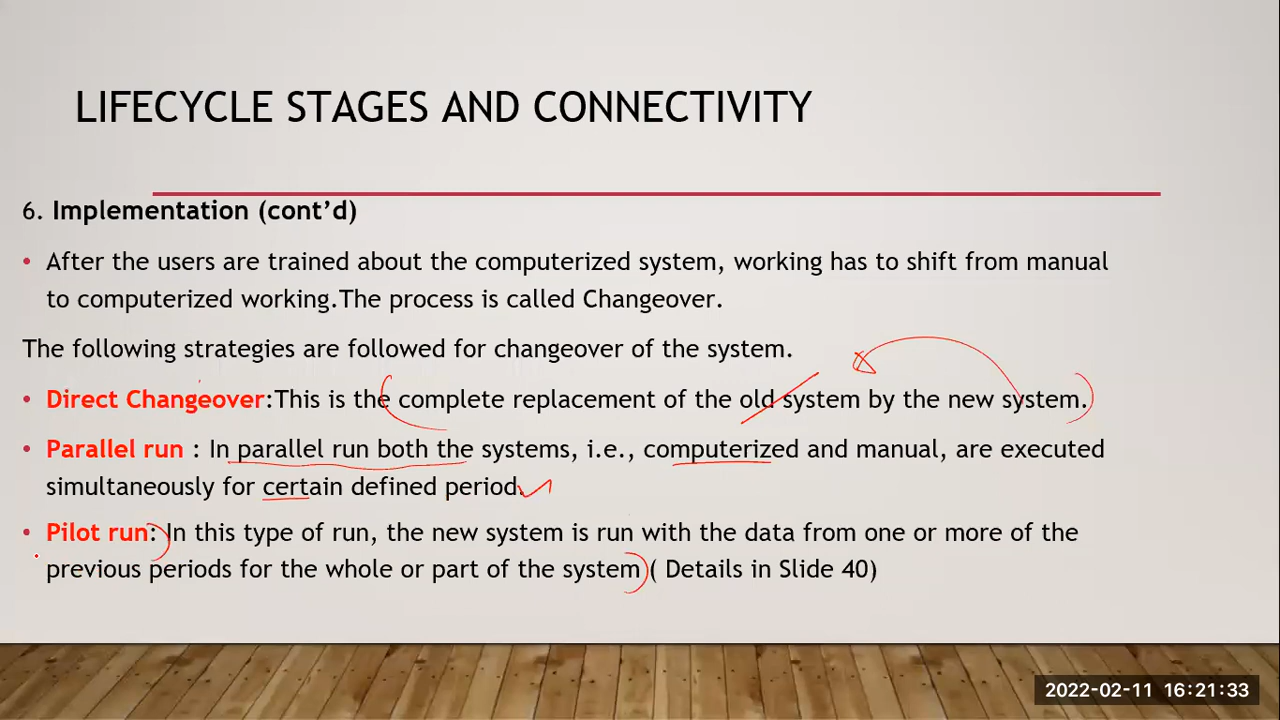 LIFECYCLE STAGES AND CONNECTIVITY
6. Implementation (cont’d)
• After the users are trained about the computerized system, working has to shift from manual
to computerized working.The process is called Changeover.
The following strategies are followed for changeover of the system.
• Direct Changeover:This is the complete replacement of the old system by the new system.
• Parallel run : In parallel run both the systems, i.e., computerized and manual, are executed
simultaneously for certain defined period.
• Pilot run: In this type of run, the new system is run with the data from one or more of the
previous periods for the whole or part of the system ( Details in Slide 40)
2022-02-11 16:21:33